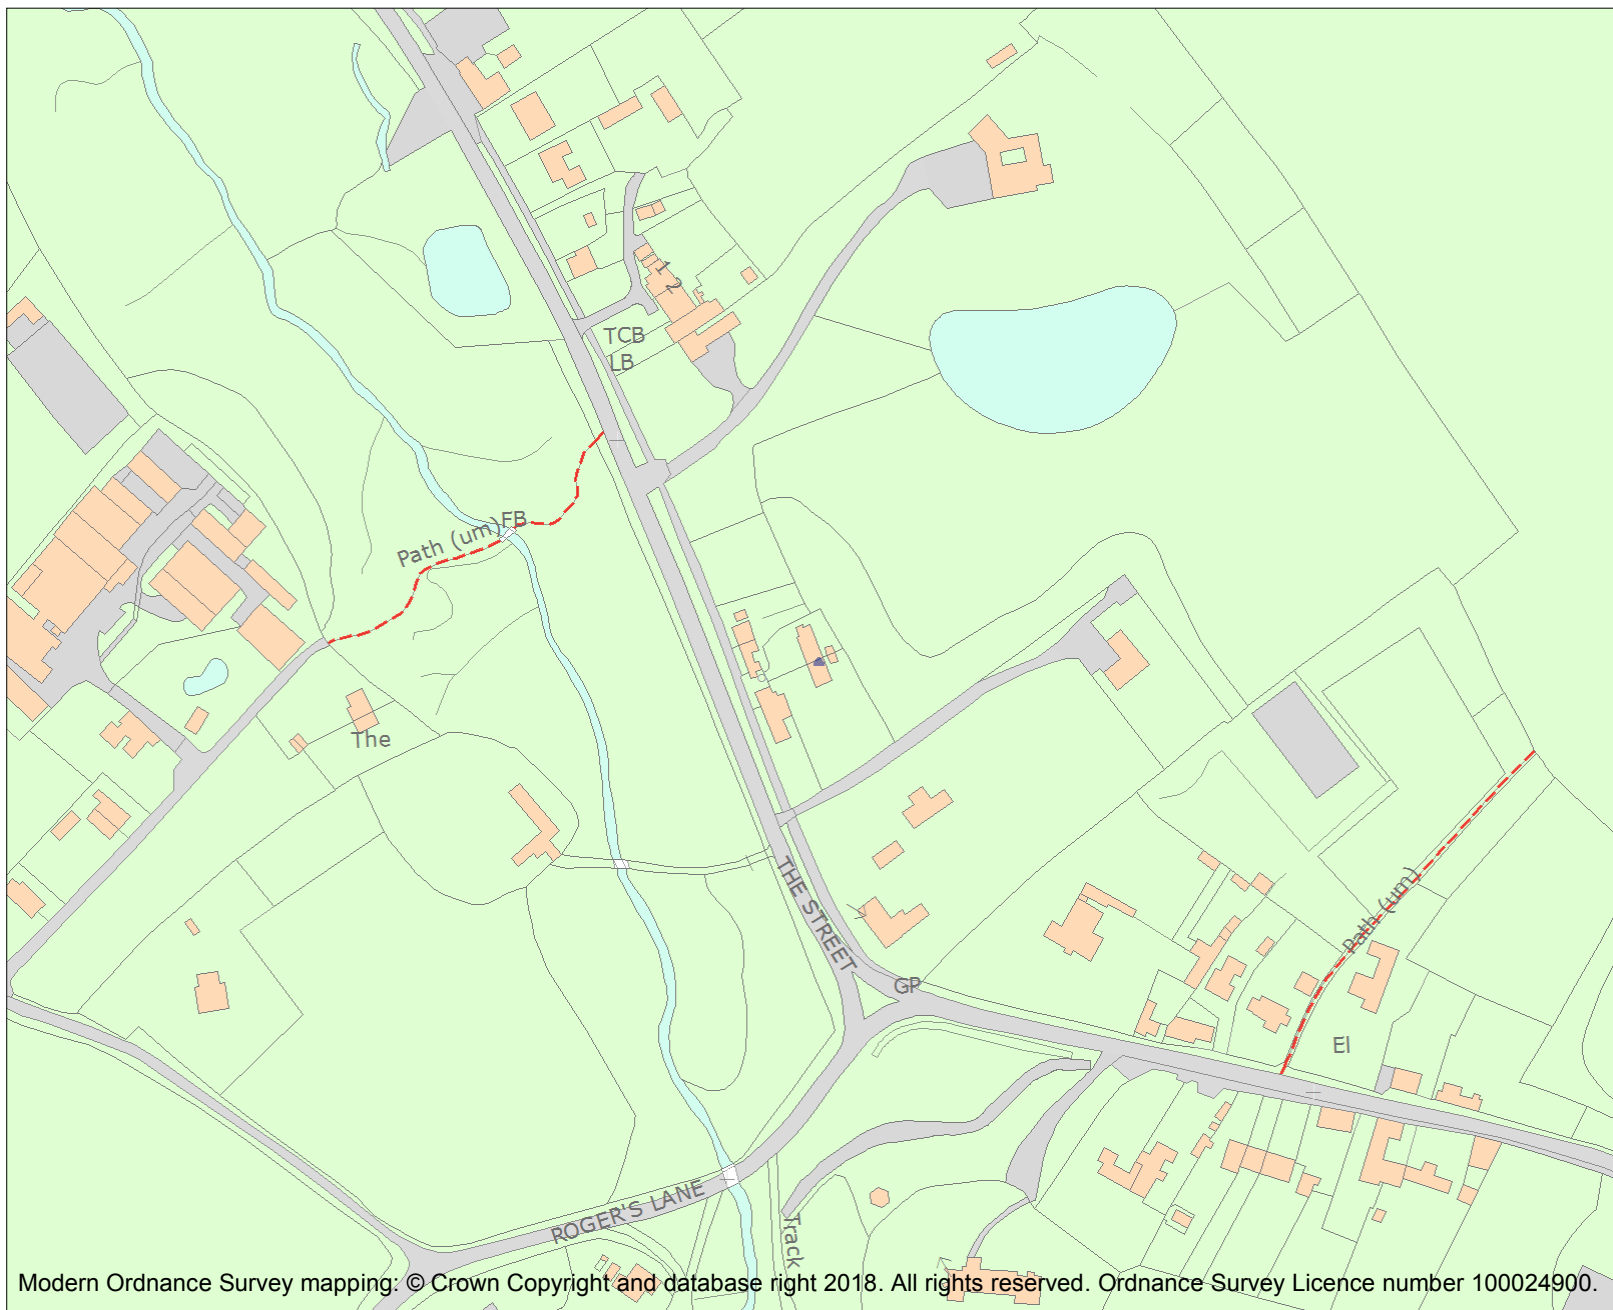 1
2
TCB
LB
Path (um)
FB
The
THE STREET
Path (um)
GP
El
ROGER'S LANE
Track
Modern Ordnance Survey mapping: © Crown Copyright and database right 2018. All rights reserved. Ordnance Survey Licence number 100024900.